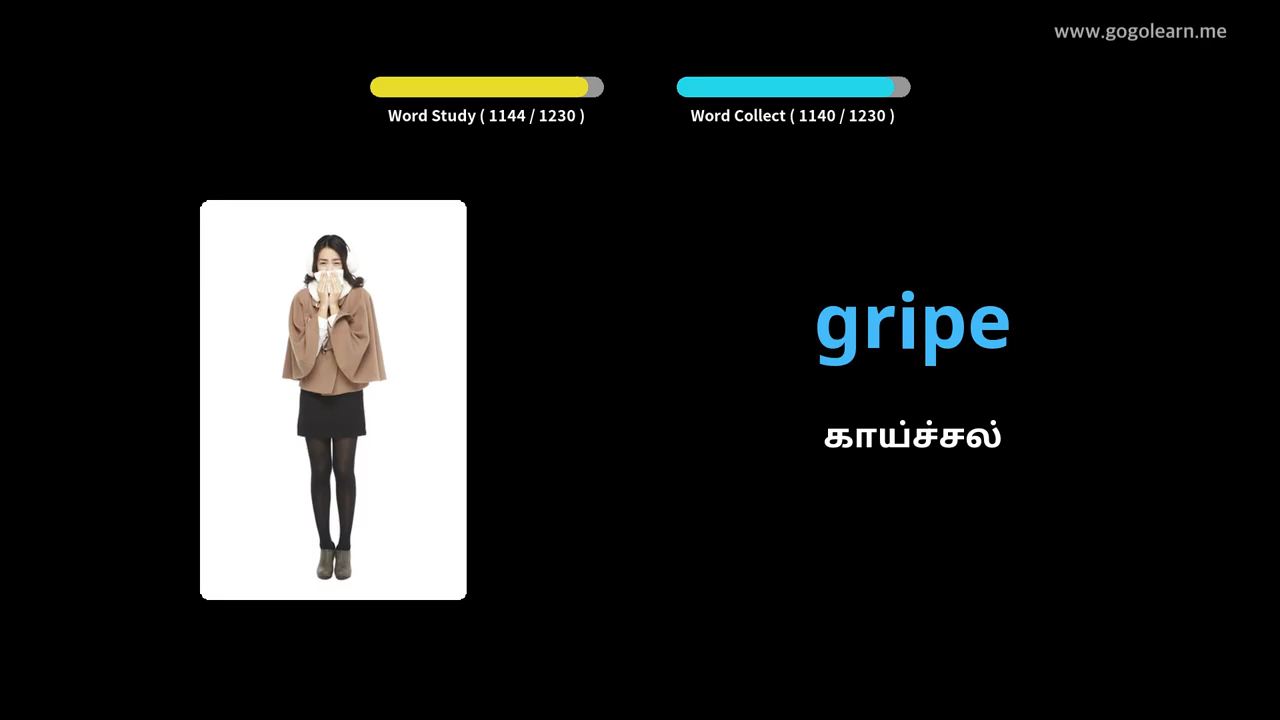 www.gogolearn.me
Word Study ( 1144 / 1230 )
Word Collect ( 1140 / 1230 )
gripe
காய்ச்சல்